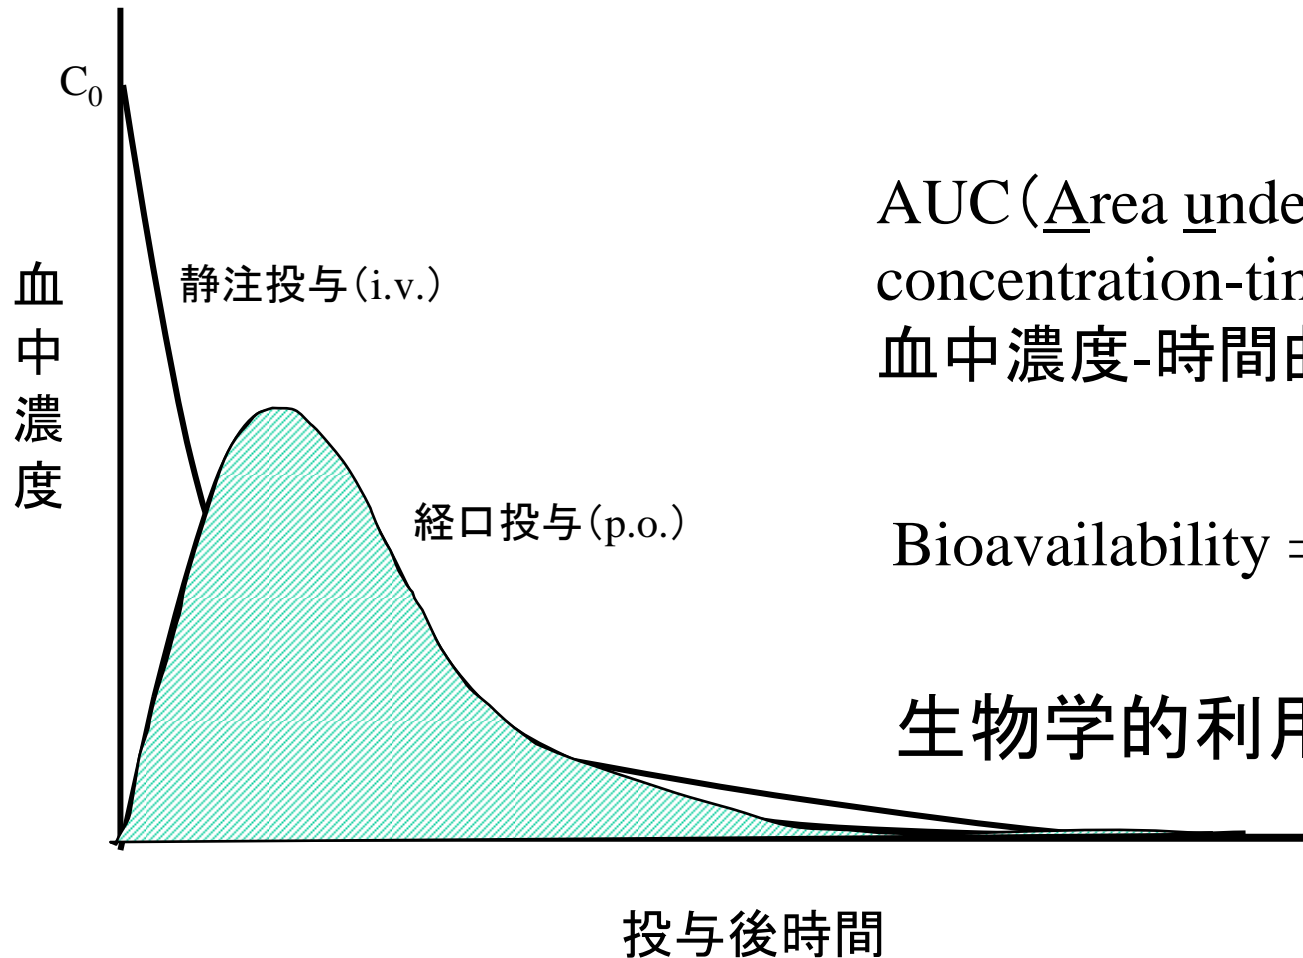 C₀
血中濃度
静注投与(i.v.)
経口投与(p.o.)
投与後時間
AUC(Area unde
concentration-tin
血中濃度-時間
Bioavailability =
生物学的利用